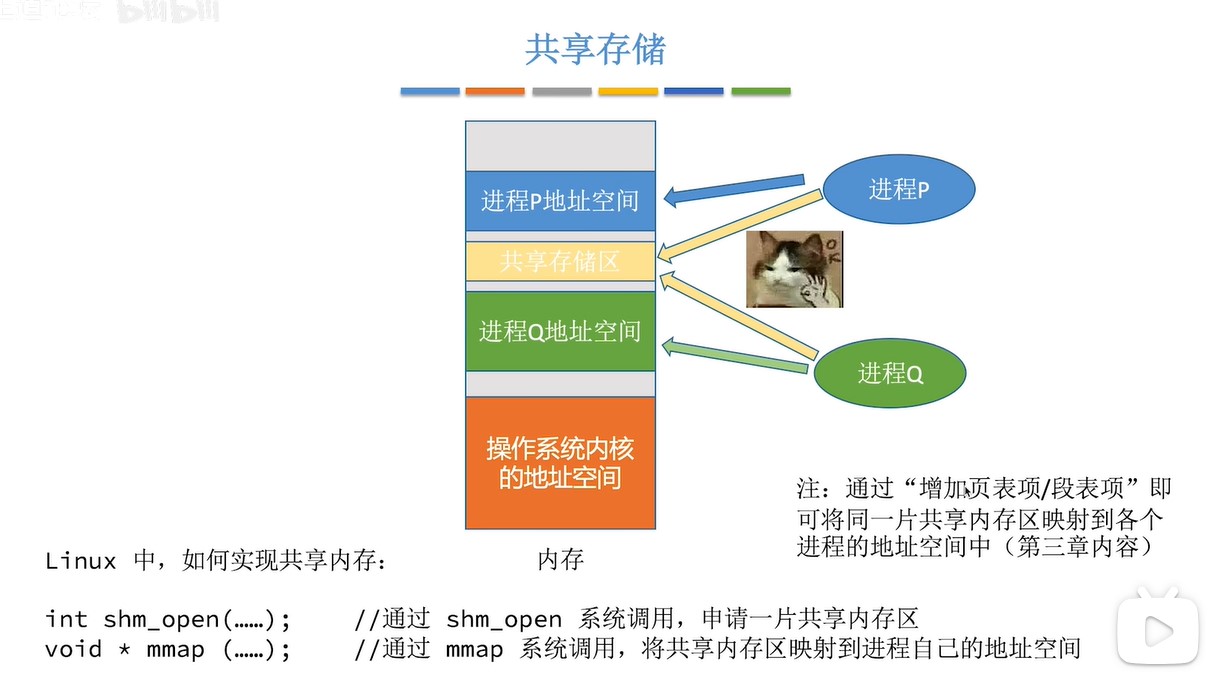 bilibili
共享存储
进程P地址空间
进程P
共享存储区
OK
进程Q地址空间
进程Q
操作系统内核
的地址空间
注：通过“增加页表项/段表项”即
可将同一片共享内存区映射到各个
进程的地址空间中（第三章内容）
Linux 中，如何实现共享内存：
内存
int shm_open(……); //通过 shm_open 系统调用，申请一片共享内存区
void * mmap (……); //通过 mmap 系统调用，将共享内存区映射到进程自己的地址空间